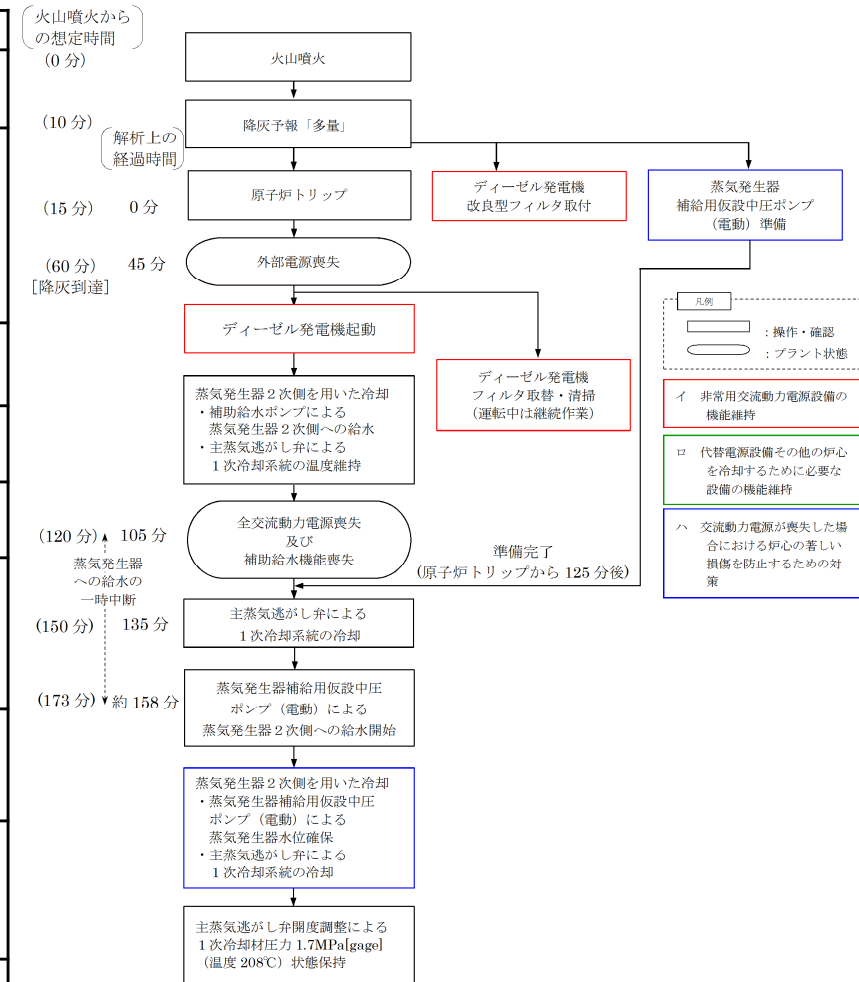 火山噴火から
の想定時間
(0 分)
火山噴火
(10 分)
降灰予報「多量」
解析上の
経過時間
ディーゼル発電機
改良型フィルタ取付
蒸気発生器
補給用仮設中圧ポンプ
(電動)準備
(15 分) 0 分
原子炉トリップ
(60 分) 45 分
[降灰到達]
外部電源喪失
凡例
:操作・確認
:プラント状態
ディーゼル発電機起動
ディーゼル発電機
フィルタ取替・清掃
(運転中は継続作業)
蒸気発生器2次側を用いた冷却
・補助給水ポンプによる
蒸気発生器2次側への給水
・主蒸気逃がし弁による
1次冷却系統の温度維持
イ 非常用交流動力電源設備の
機能維持
ロ 代替電源設備その他の炉心
を冷却するために必要な
設備の機能維持
ハ 交流動力電源が喪失した場
合における炉心の著しい
損傷を防止するための対
策
(120 分) 105 分
全交流動力電源喪失
及び
補助給水機能喪失
蒸気発生器
への給水の
一時中断
準備完了
(原子炉トリップから 125 分後)
(150 分) 135 分
主蒸気逃がし弁による
1次冷却系統の冷却
(173 分) 約 158 分
蒸気発生器補給用仮設中圧
ポンプ(電動)による
蒸気発生器2次側への給水開始
蒸気発生器2次側を用いた冷却
・蒸気発生器補給用仮設中圧
ポンプ(電動)による
蒸気発生器水位確保
・主蒸気逃がし弁による
1次冷却系統の冷却
主蒸気逃がし弁開度調整による
1次冷却材圧力 1.7MPa[gage]
(温度 208℃)状態保持